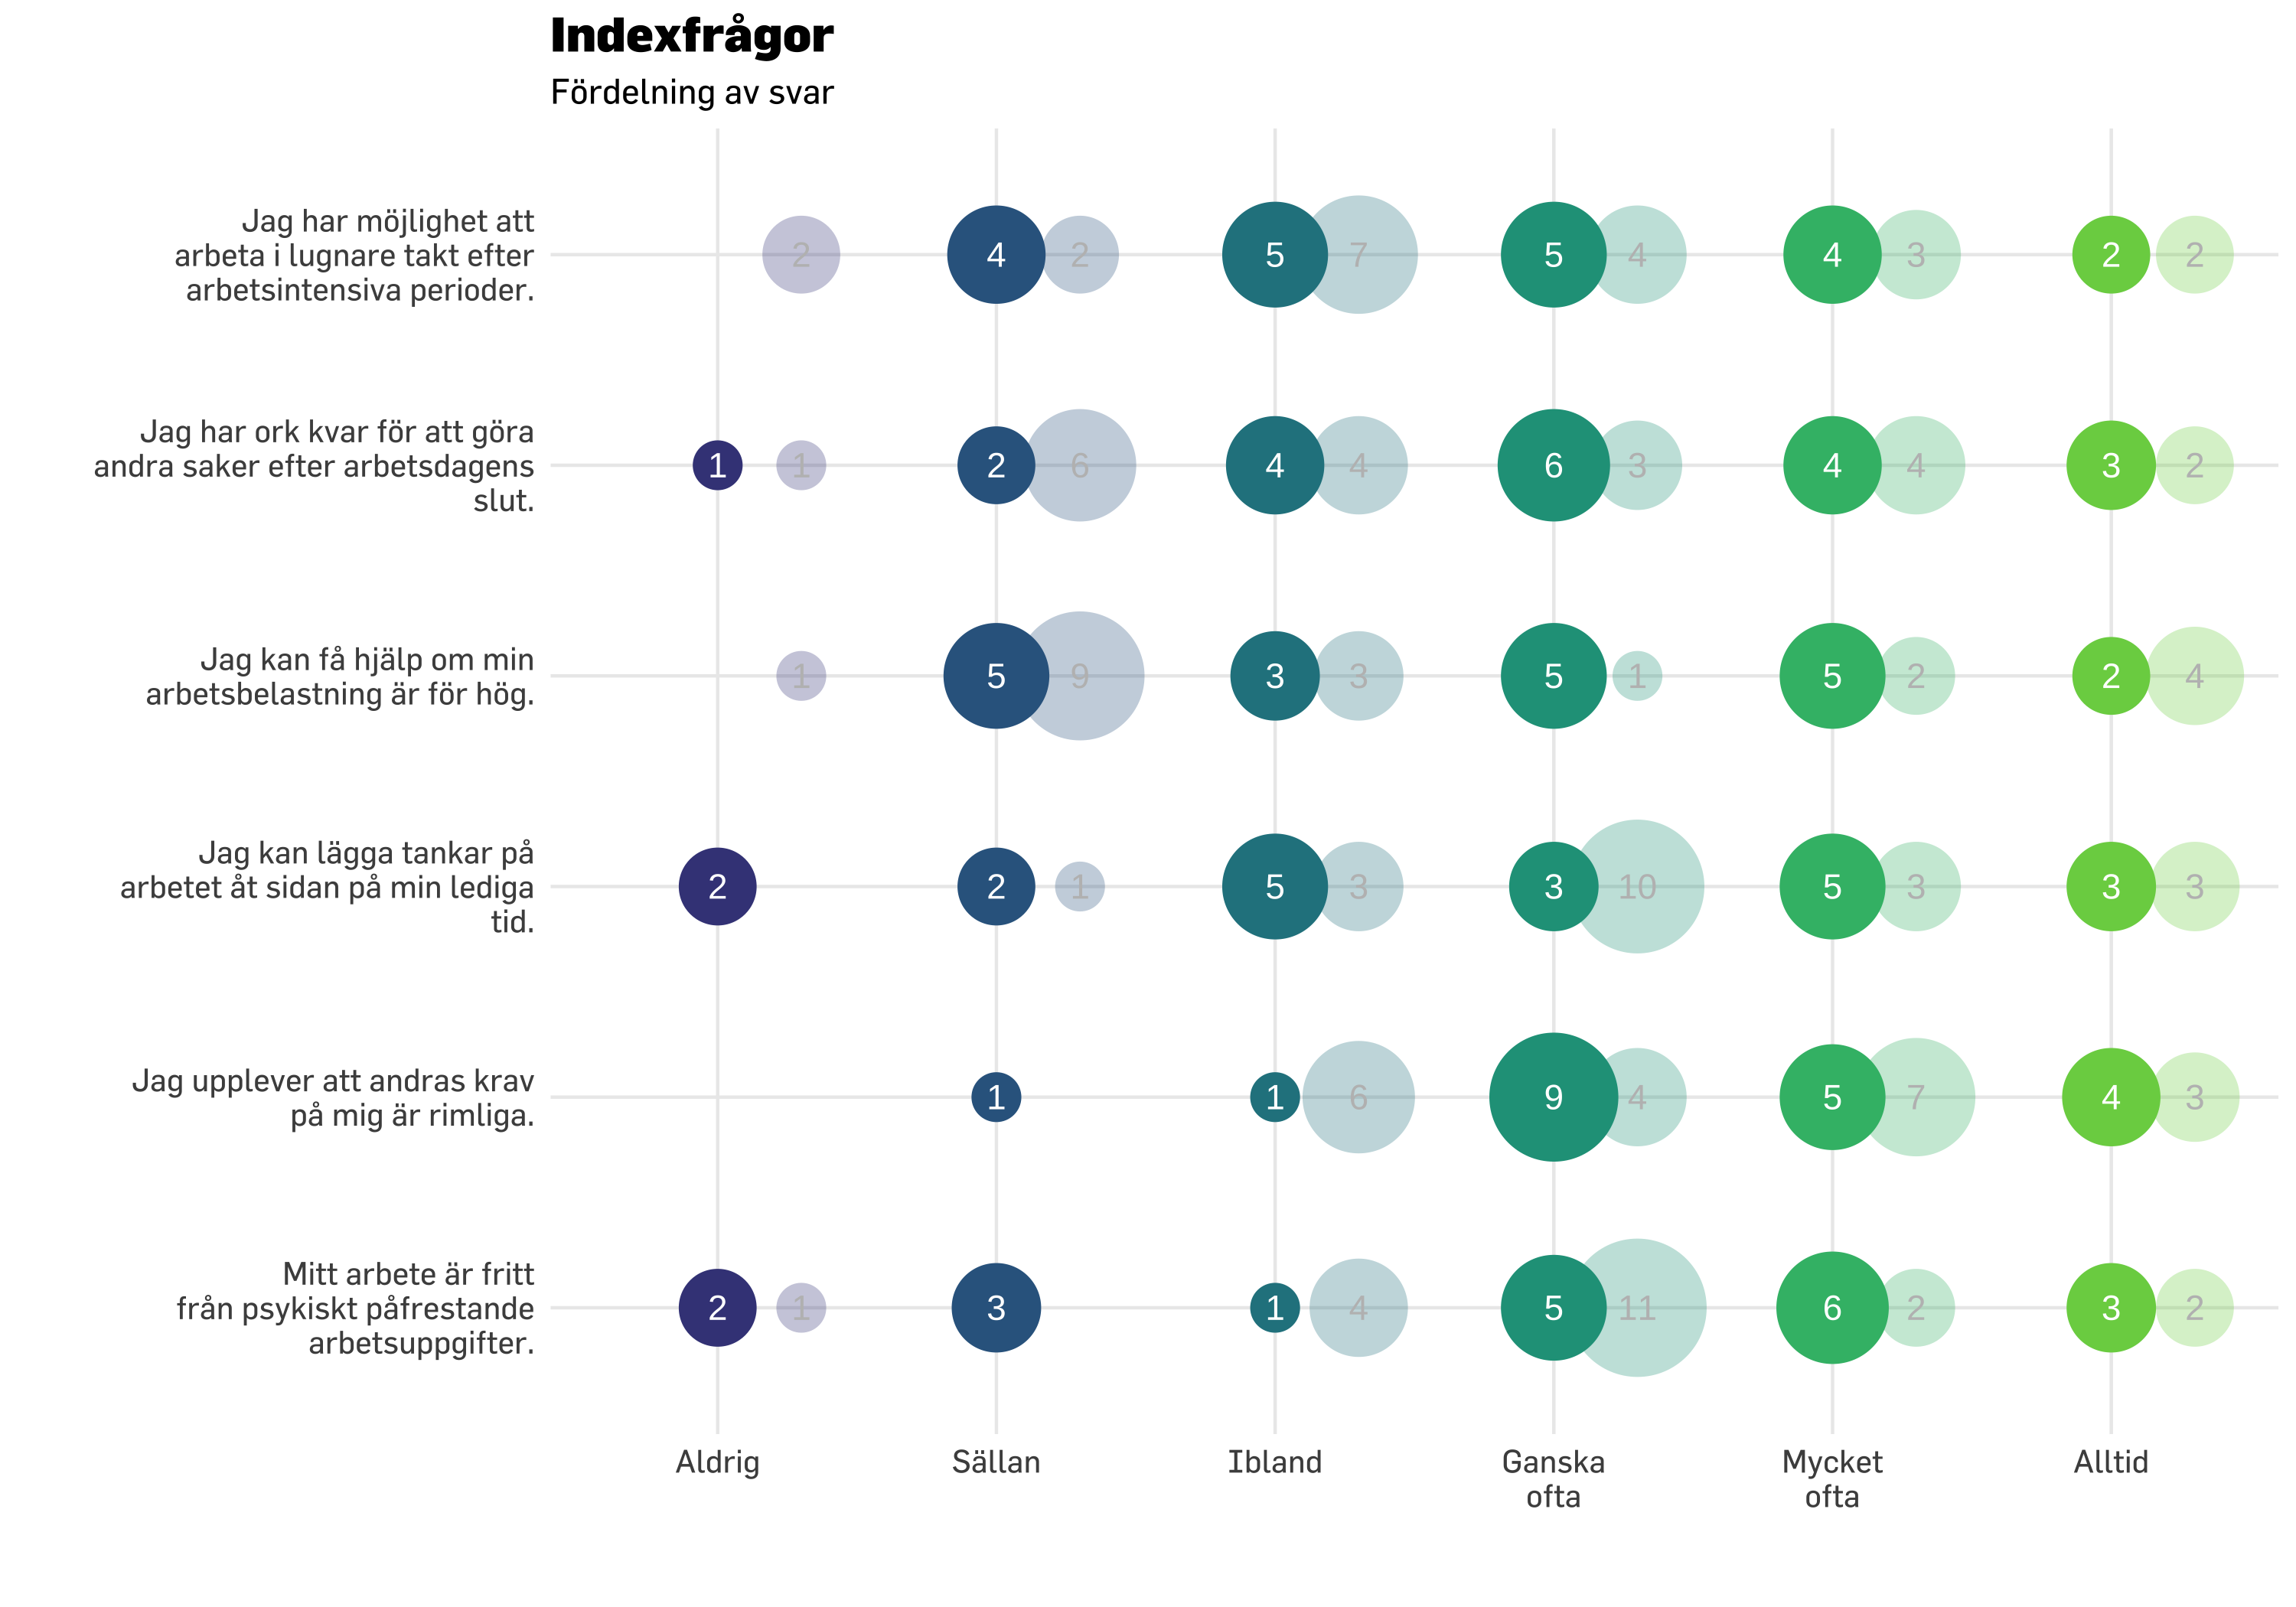 Indexfrågor
Fördelning av svar
Jag har möjlighet att
arbeta i lugnare takt efter
arbetsintensiva perioder.
2 4 2 5 7 5 4 4 3 2 2
Jag har ork kvar för att göra
andra saker efter arbetsdagens
slut.
1 1 2 6 4 4 6 3 4 4 3 2
Jag kan få hjälp om min
arbetsbelastning är för hög.
1 5 9 3 3 5 1 5 2 2 4
Jag kan lägga tankar på
arbetet åt sidan på min lediga
tid.
2 2 1 5 3 3 10 5 3 3 3
Jag upplever att andras krav
på mig är rimliga.
1 1 6 9 4 5 7 4 3
Mitt arbete är fritt
från psykiskt påfrestande
arbetsuppgifter.
2 1 3 1 4 5 11 6 2 3 2
Aldrig
Sällan
Ibland
Ganska
ofta
Mycket
ofta
Alltid